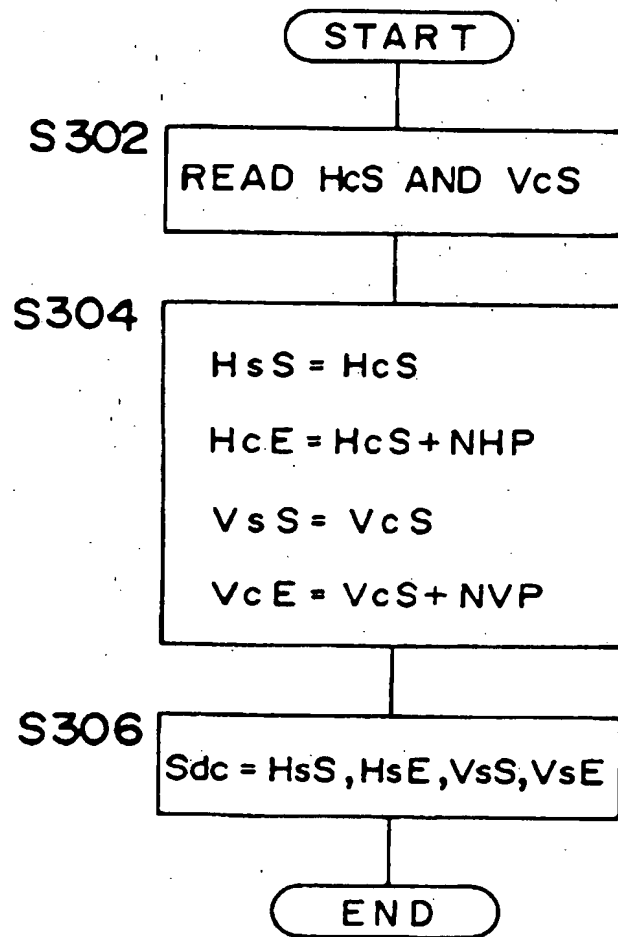 START
S302
READ HcS AND VcS
S304
HsS = HcS
HcE = HcS + NHP
VsS = VcS
VcE = VcS + NVP
S306
Sdc = HsS, HsE, VsS, VsE
END